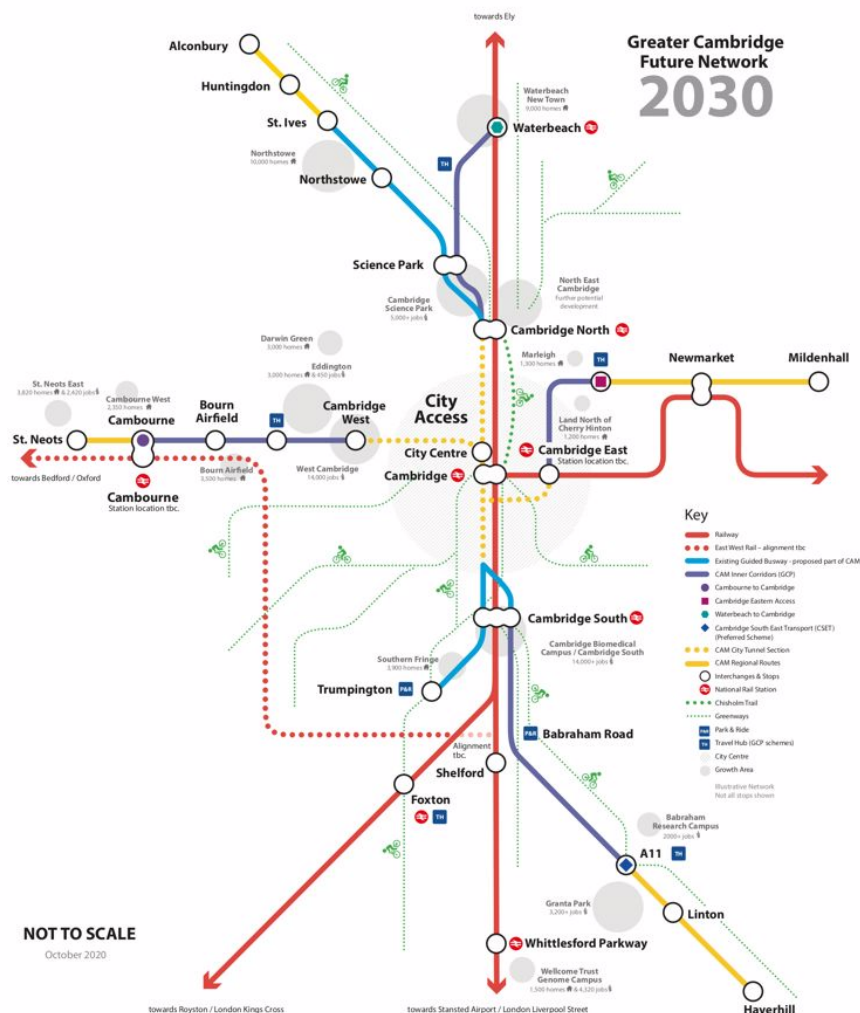 towards Ely
Greater Cambridge
Future Network
2030
Alconbury
Huntingdon
St. Ives
Northstowe
10,000 homes
Northstowe
Waterbeach
New Town
9,000 homes
Waterbeach
TH
Science Park
Cambridge
Science Park
5,000+ jobs
North East
Cambridge
Further potential
development
Cambridge North
Darwin Green
3,000 homes
Eddington
3,000 homes & 450 jobs
Marleigh
1,300 homes
TH
Newmarket
Mildenhall
St. Neots East
3,820 homes & 2,420 jobs
Cambourne West
2,350 homes
Cambourne
Bourn
Airfield
TH
Cambridge
West
City
Access
Land North of
Cherry Hinton
1,200 homes
St. Neots
City Centre
Cambridge East
Station location tbc.
Cambridge
towards Bedford / Oxford
Cambourne
Station location tbc.
Bourn Airfield
3,500 homes
West Cambridge
14,000 jobs
Key
Railway
East West Rail – alignment tbc
Existing Guided Busway - proposed part of CAM
CAM Inner Corridors (GCP)
Cambourne to Cambridge
Cambridge Eastern Access
Waterbeach to Cambridge
Cambridge South East Transport (CSET)
(Preferred Scheme)
CAM City Tunnel Section
CAM Regional Routes
Interchanges & Stops
National Rail Station
Chisholm Trail
Greenways
P&R
Park & Ride
TH
Travel Hub (GCP schemes)
City Centre
Growth Area
Illustrative Network
Not all stops shown
Cambridge South
Cambridge Biomedical
Campus / Cambridge South
14,000+ jobs
Southern Fringe
3,900 homes
Trumpington
P&R
P&R
Babraham Road
Alignment
tbc.
Shelford
Foxton
TH
Babraham
Research Campus
2000+ jobs
A11
TH
Granta Park
3,200+ jobs
Linton
NOT TO SCALE
October 2020
Whittlesford Parkway
Wellcome Trust
Genome Campus
1,500 homes & 4,320 jobs
Haverhill
towards Royston / London Kings Cross
towards Stansted Airport / London Liverpool Street